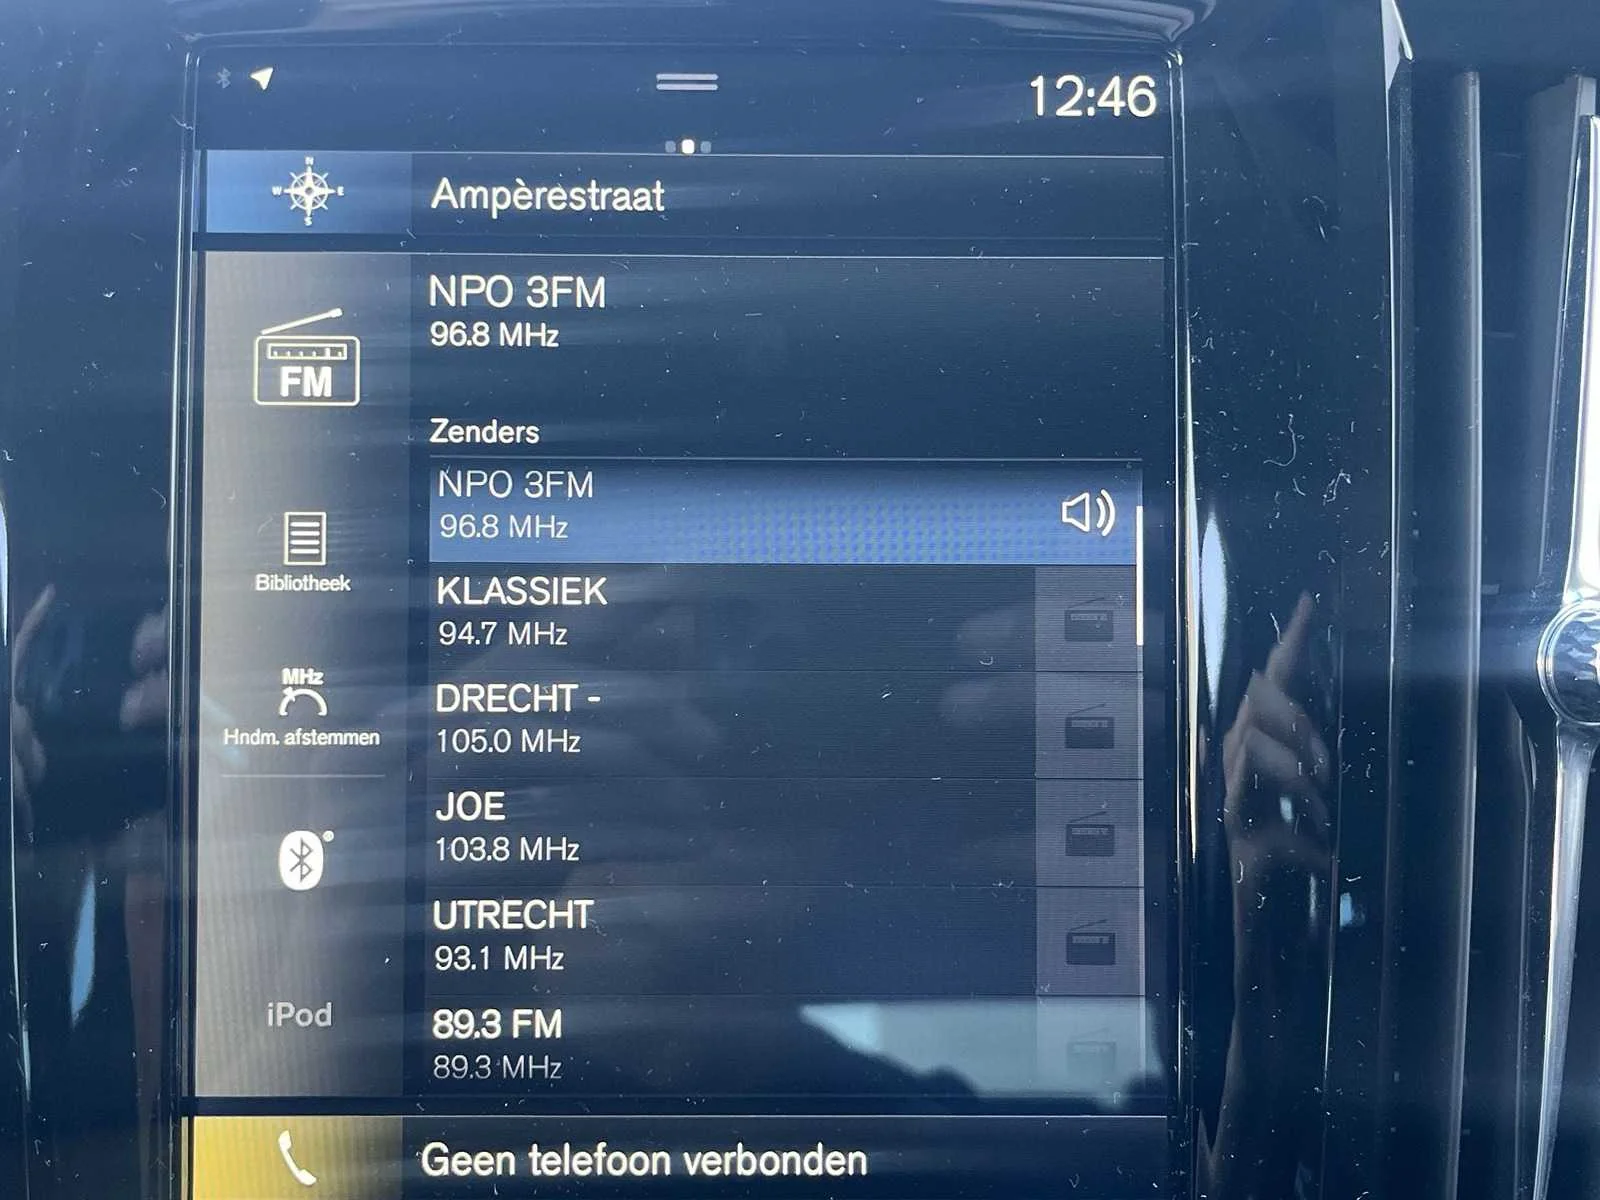 12:46
N
W E
S
Ampèrestraat
NPO 3FM
96.8 MHz
FM
Zenders
NPO 3FM
96.8 MHz
Bibliotheek
KLASSIEK
94.7 MHz
MHz
Hndm. afstemmen
DRECHT -
105.0 MHz
JOE
103.8 MHz
UTRECHT
93.1 MHz
iPod
89.3 FM
89.3 MHz
Geen telefoon verbonden